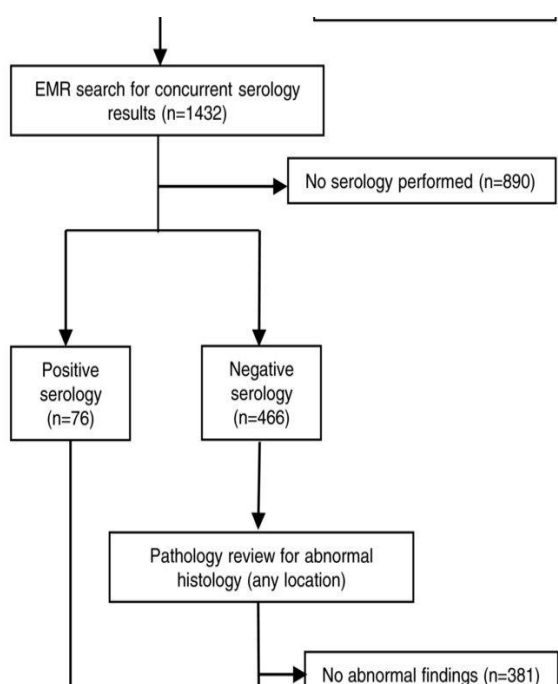 EMR search for concurrent serology
results (n=1432)
No serology performed (n=890)
Positive
serology
(n=76)
Negative
serology
(n=466)
Pathology review for abnormal
histology (any location)
No abnormal findings (n=381)